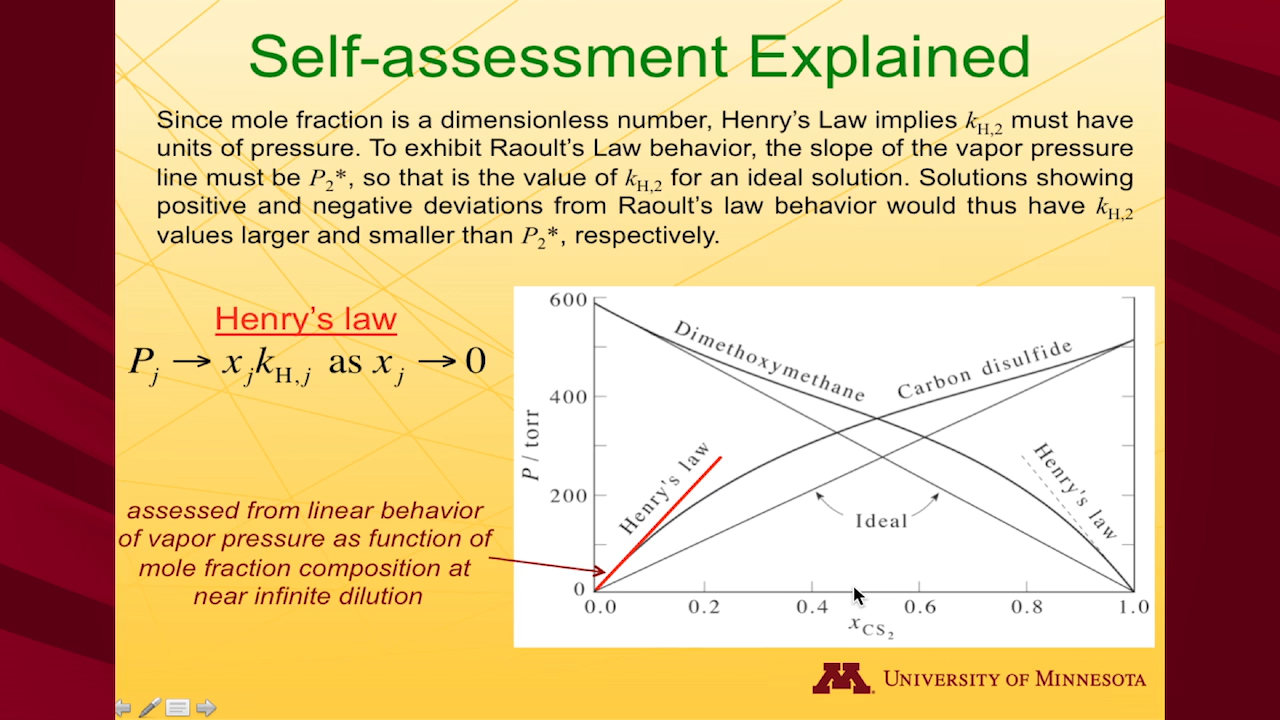 Self-assessment Explained
Since mole fraction is a dimensionless number, Henry's Law implies kH,2 must have
units of pressure. To exhibit Raoult's Law behavior, the slope of the vapor pressure
line must be P2*, so that is the value of kH,2 for an ideal solution. Solutions showing
positive and negative deviations from Raoult's law behavior would thus have kH,2
values larger and smaller than P2*, respectively.
Henry's law
Pj → xjkH,j as xj → 0
assessed from linear behavior
of vapor pressure as function of
mole fraction composition at
near infinite dilution
600
400
200
0
P / torr
Dimethoxymethane
Carbon disulfide
Henry's law
Henry's law
Ideal
0.0 0.2 0.4 0.6 0.8 1.0
xCS2
M University of Minnesota